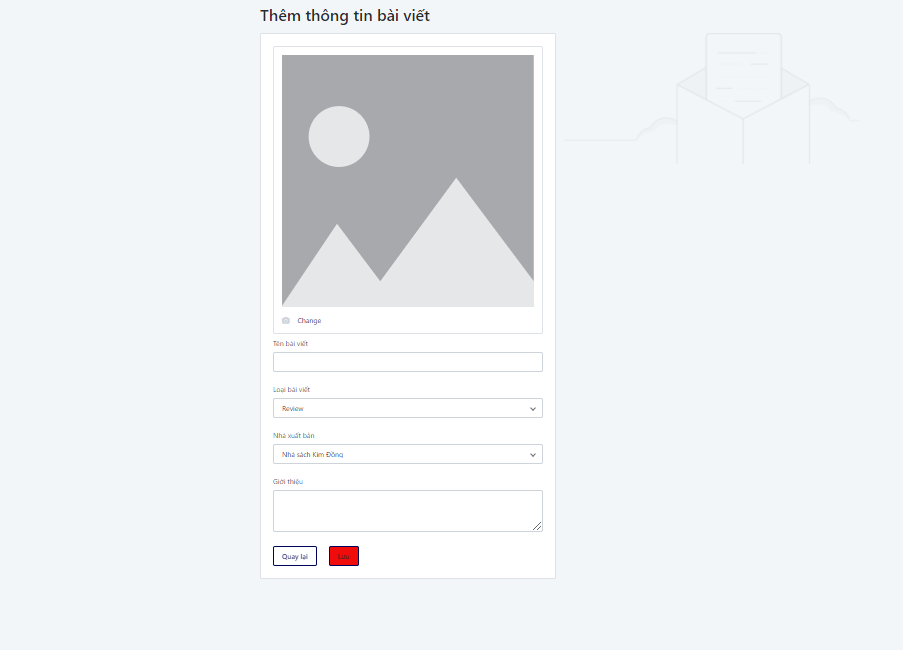 Thêm thông tin bài viết
Change
Tên bài viết
Loại bài viết
Review
Nhà xuất bản
Nhà sách Kim Đồng
Giới thiệu
Quay lại
Lưu